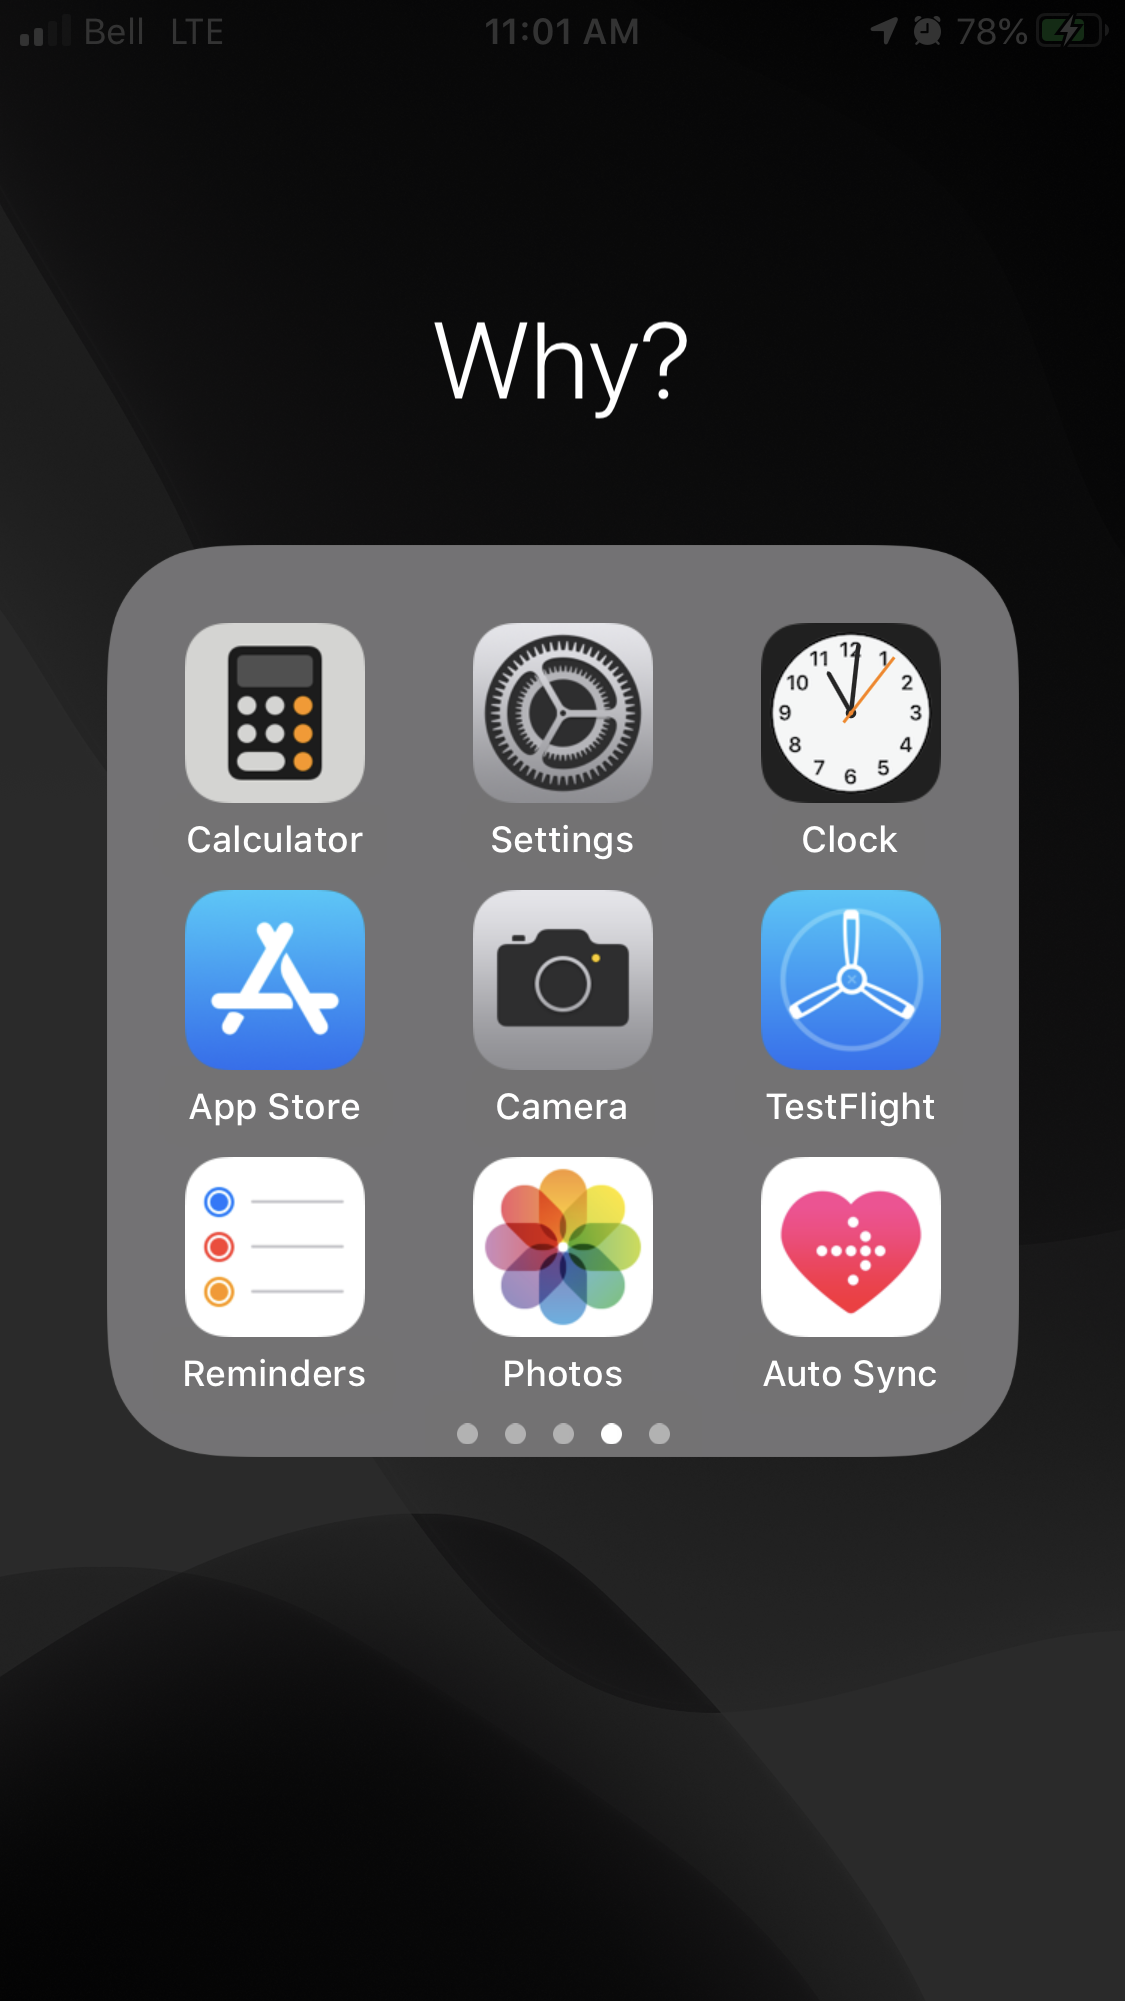 Bell LTE 11:01 AM 78%
Why?
12
11 1
10 2
9 3
8 4
7 5
6
Calculator Settings Clock
App Store Camera TestFlight
Reminders Photos Auto Sync